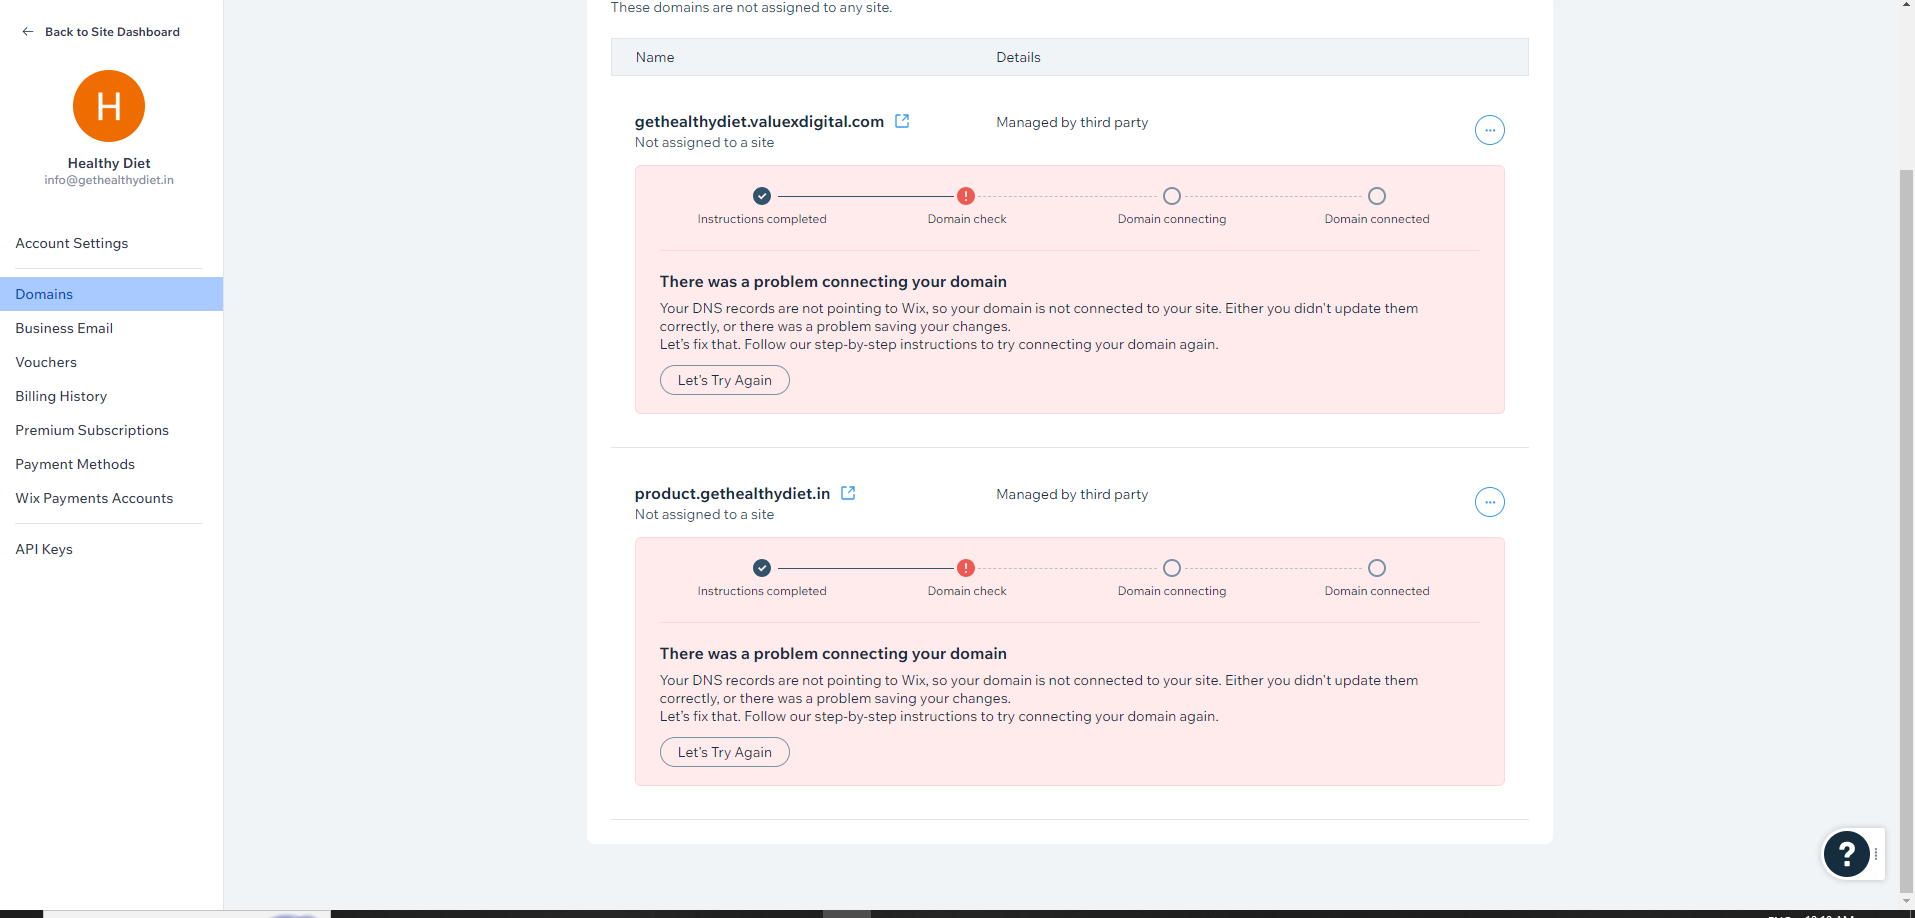 Back to Site Dashboard
H
Healthy Diet
info@gethealthydiet.in
Account Settings
Domains
Business Email
Vouchers
Billing History
Premium Subscriptions
Payment Methods
Wix Payments Accounts
API Keys
These domains are not assigned to any site.
Name Details
gethealthydiet.valuexdigital.com Managed by third party
Not assigned to a site
Instructions completed Domain check Domain connecting Domain connected
There was a problem connecting your domain
Your DNS records are not pointing to Wix, so your domain is not connected to your site. Either you didn't update them
correctly, or there was a problem saving your changes.
Let's fix that. Follow our step-by-step instructions to try connecting your domain again.
Let's Try Again
product.gethealthydiet.in Managed by third party
Not assigned to a site
Instructions completed Domain check Domain connecting Domain connected
There was a problem connecting your domain
Your DNS records are not pointing to Wix, so your domain is not connected to your site. Either you didn't update them
correctly, or there was a problem saving your changes.
Let's fix that. Follow our step-by-step instructions to try connecting your domain again.
Let's Try Again
?